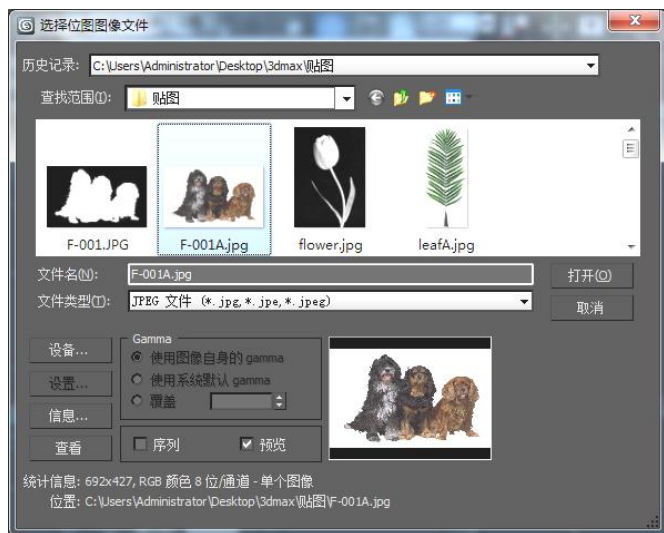 选择位图图像文件
历史记录: C:\Users\Administrator\Desktop\3dmax\贴图
查找范围(I): 贴图
F-001.JPG F-001A.jpg flower.jpg leafA.jpg
文件名(N): F-001A.jpg 打开(O)
文件类型(T): JPEG 文件 (*.jpg,*.jpe,*.jpeg) 取消
设备... Gamma
使用图像自身的 gamma
设置... 使用系统默认 gamma
覆盖
信息...
查看 序列 预览
统计信息: 692x427, RGB 颜色 8 位/通道 - 单个图像
位置: C:\Users\Administrator\Desktop\3dmax\贴图\F-001A.jpg